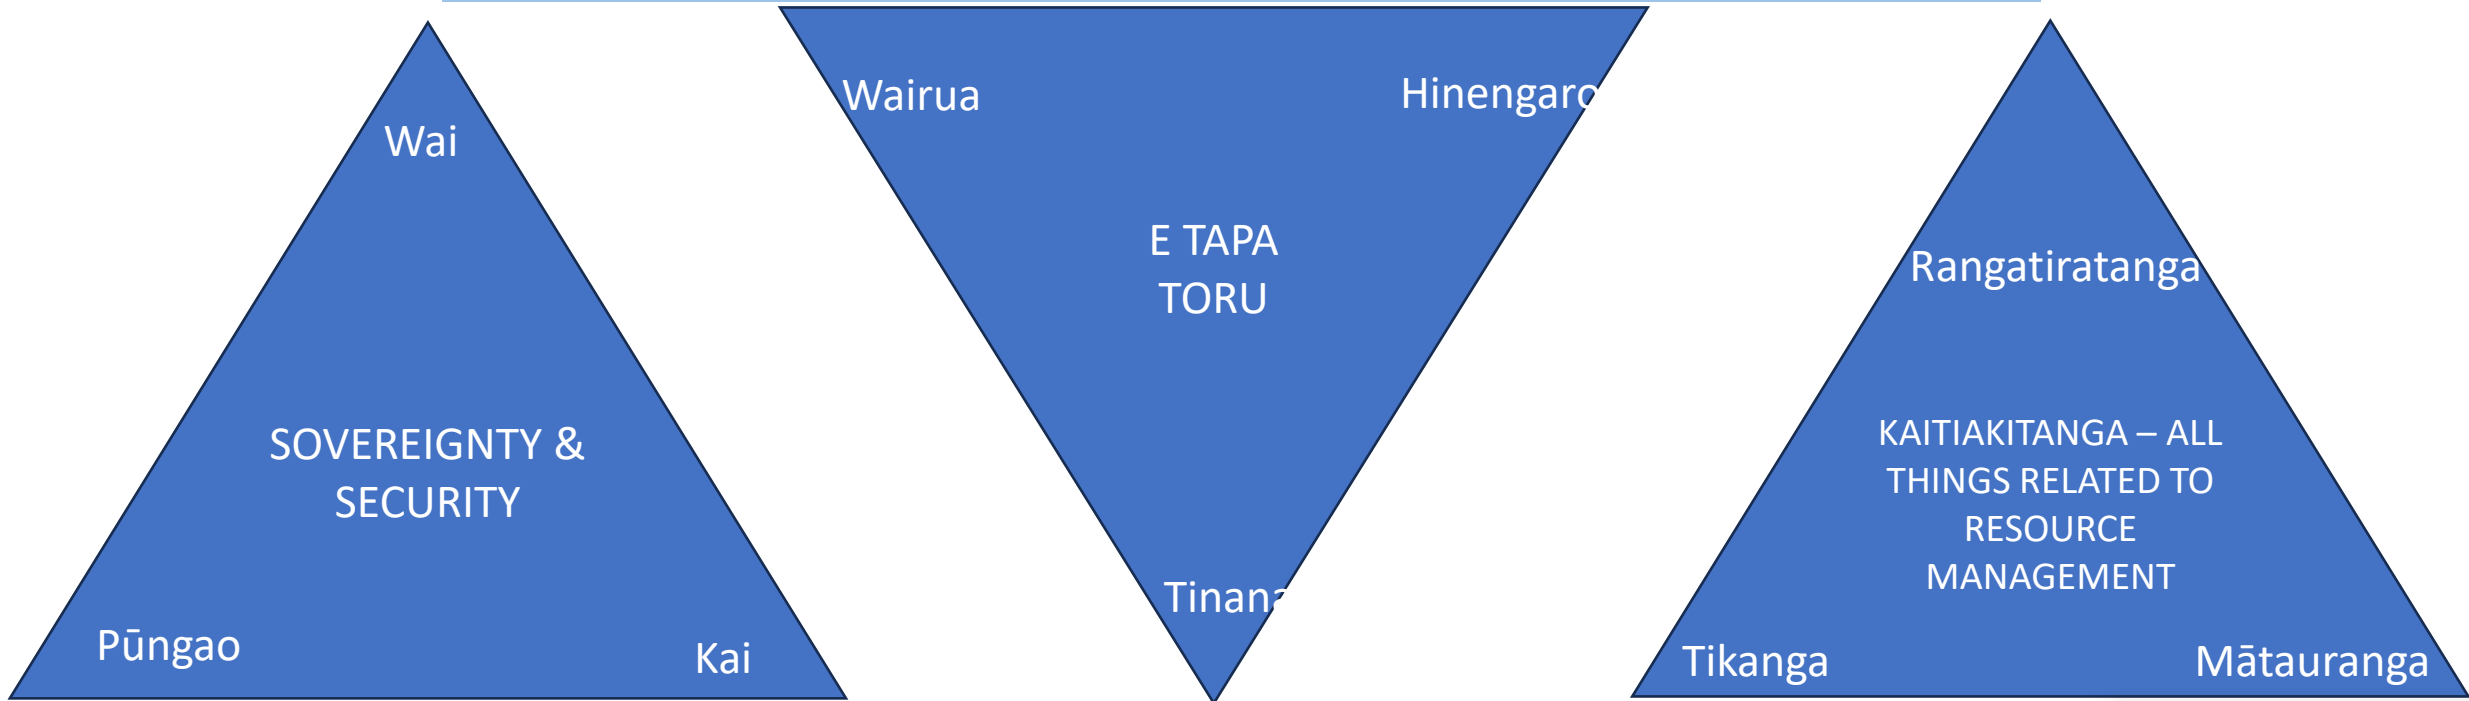 Wai
SOVEREIGNTY &
SECURITY
Pūngao
Kai
Wairua
Hinengaro
E TAPA
TORU
Tinana
Rangatiratanga
KAITIAKITANGA – ALL
THINGS RELATED TO
RESOURCE
MANAGEMENT
Tikanga
Mātauranga